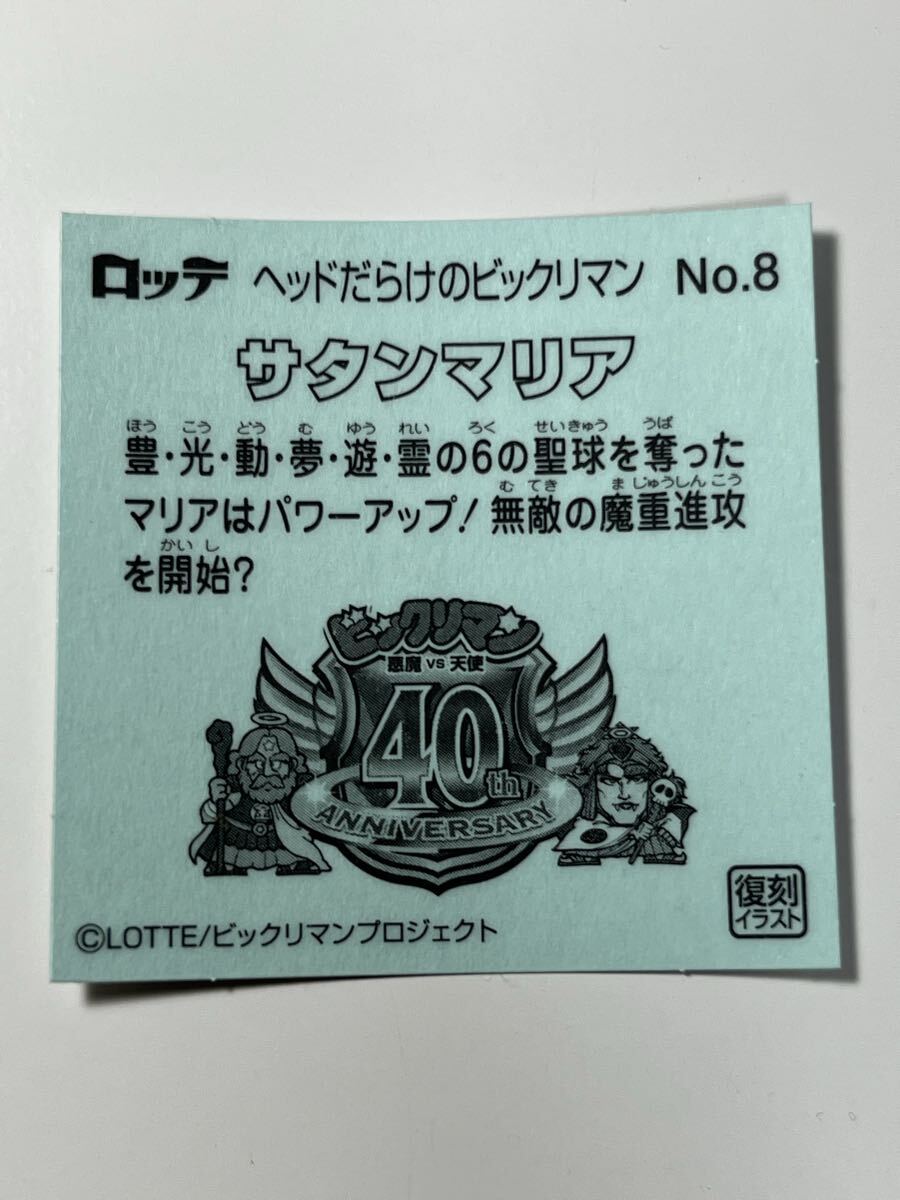 ロッテ ヘッドだらけのビックリマン No.8
サタンマリア
ほう こう どう む ゆう れい ろく せいきゅう うば
豊・光・動・夢・遊・霊の6の聖球を奪った
む てき ま じゅうしん こう
マリアはパワーアップ! 無敵の魔重進攻
かい し
を開始?
ビックリマン
悪魔 VS 天使
40th
ANNIVERSARY
復刻
イラスト
©LOTTE/ビックリマンプロジェクト